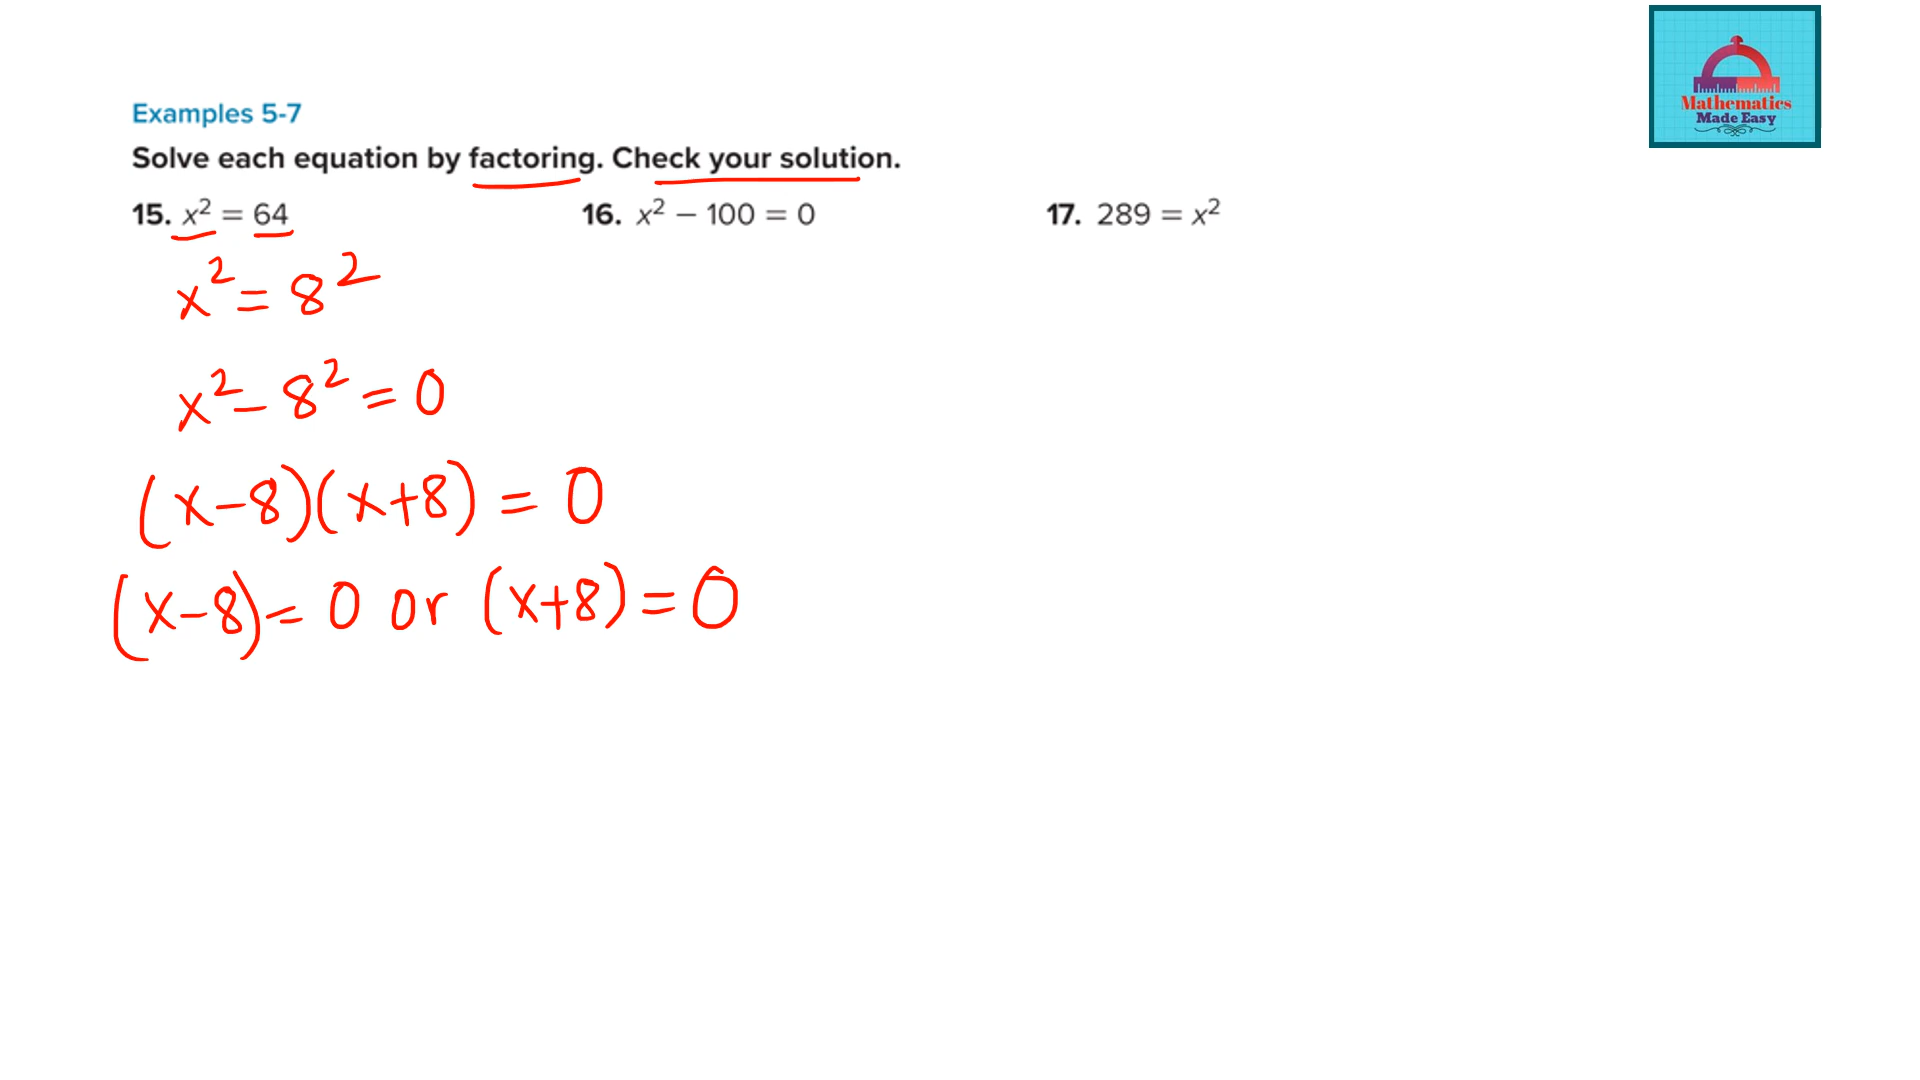 Mathematics
Made Easy
Examples 5-7
Solve each equation by factoring. Check your solution.
15. x² = 64
16. x² – 100 = 0
17. 289 = x²
x² = 8²
x² – 8² = 0
(x–8)(x+8) = 0
(x–8) = 0 or (x+8) = 0